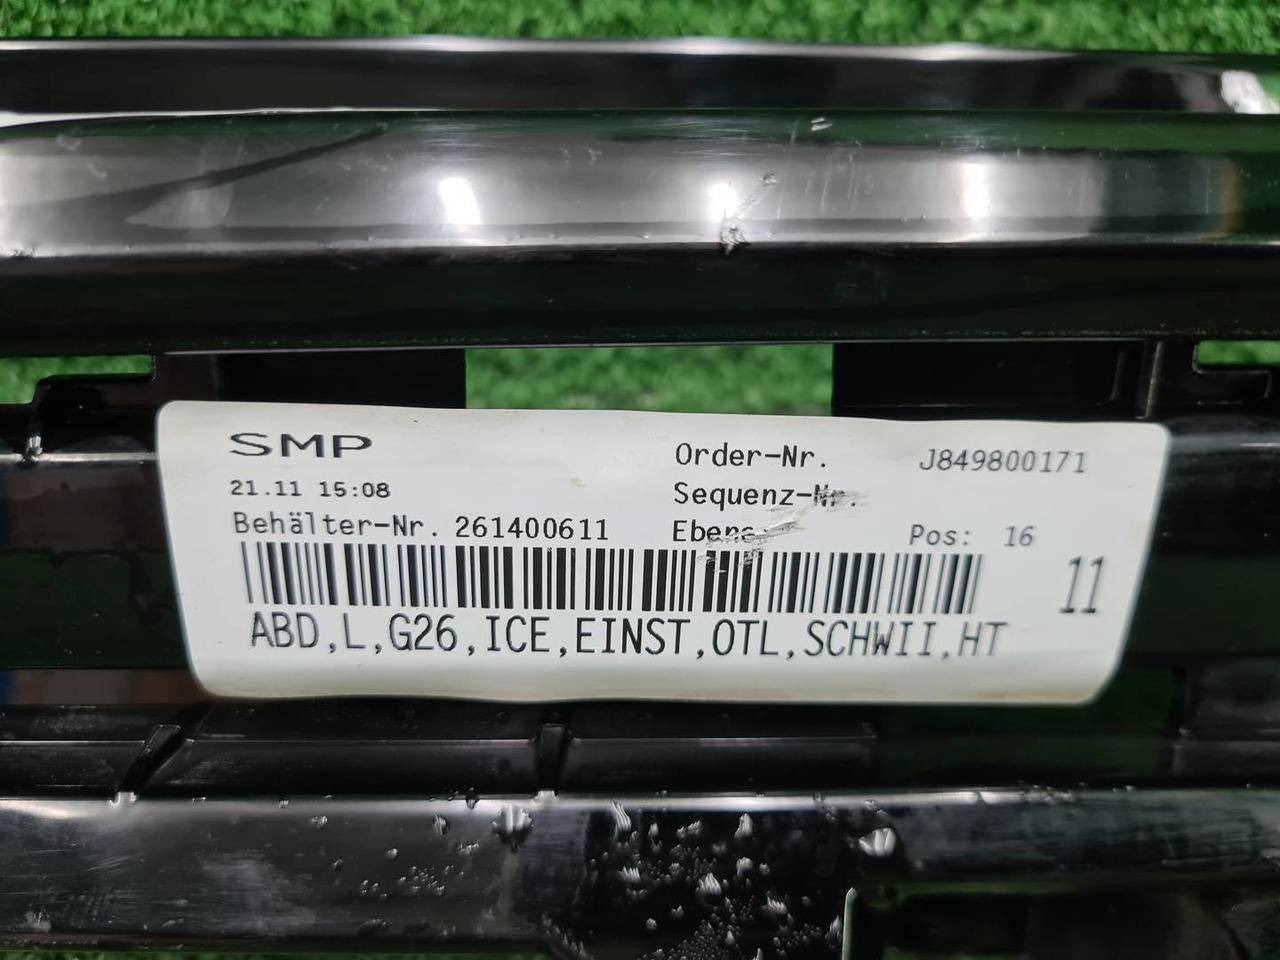 SMP
21.11 15:08
Behälter-Nr. 261400611
Order-Nr. J849800171
Sequenz-Nr.
Ebene: Pos: 16
11
ABD,L,G26,ICE,EINST,OTL,SCHWII,HT